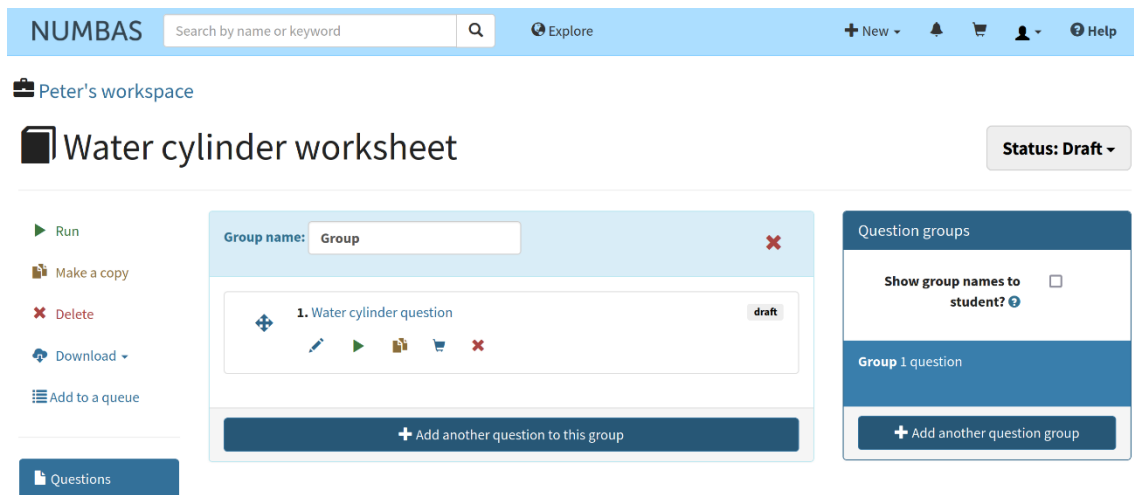 NUMBAS Search by name or keyword Explore New Help
Peter's workspace
Water cylinder worksheet Status: Draft
Run
Make a copy
Delete
Download
Add to a queue
Questions
Group name: Group
1. Water cylinder question draft
Add another question to this group
Question groups
Show group names to
student?
Group 1 question
Add another question group